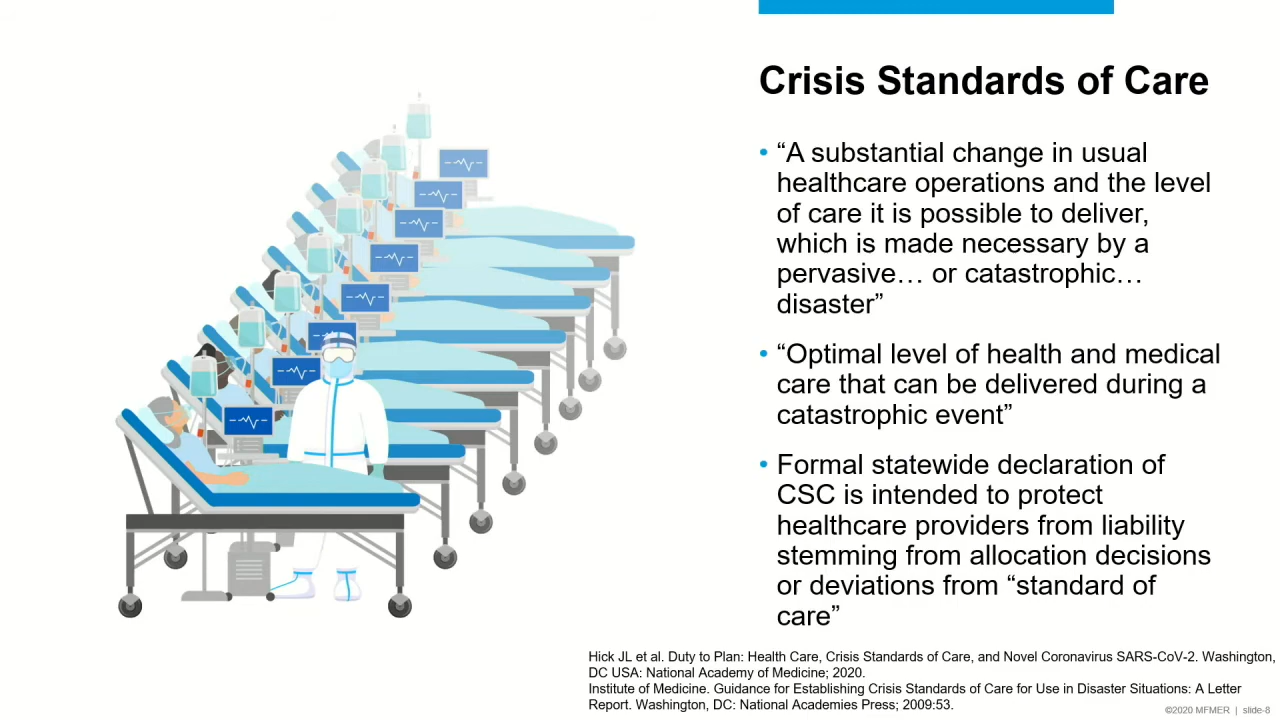 Crisis Standards of Care
• “A substantial change in usual
healthcare operations and the level
of care it is possible to deliver,
which is made necessary by a
pervasive… or catastrophic…
disaster”
• “Optimal level of health and medical
care that can be delivered during a
catastrophic event”
• Formal statewide declaration of
CSC is intended to protect
healthcare providers from liability
stemming from allocation decisions
or deviations from “standard of
care”
Hick JL et al. Duty to Plan: Health Care, Crisis Standards of Care, and Novel Coronavirus SARS-CoV-2. Washington,
DC USA: National Academy of Medicine; 2020.
Institute of Medicine. Guidance for Establishing Crisis Standards of Care for Use in Disaster Situations: A Letter
Report. Washington, DC: National Academies Press; 2009:53.
©2020 MFMER | slide-8